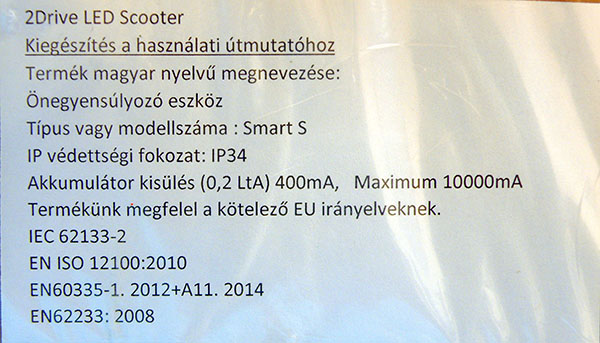 2Drive LED Scooter
Kiegészítés a használati útmutatóhoz
Termék magyar nyelvű megnevezése:
Önegyensúlyozó eszköz
Típus vagy modellszáma : Smart S
IP védettségi fokozat: IP34
Akkumulátor kisülés (0,2 LtA) 400mA, Maximum 10000mA
Termékünk megfelel a kötelező EU irányelveknek.
IEC 62133-2
EN ISO 12100:2010
EN60335-1. 2012+A11. 2014
EN62233: 2008